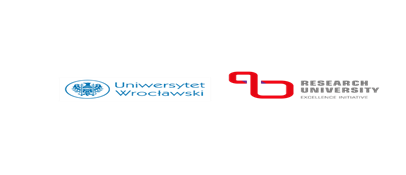 Uniwersytet
Wrocławski
RESEARCH
UNIVERSITY
EXCELLENCE INITIATIVE